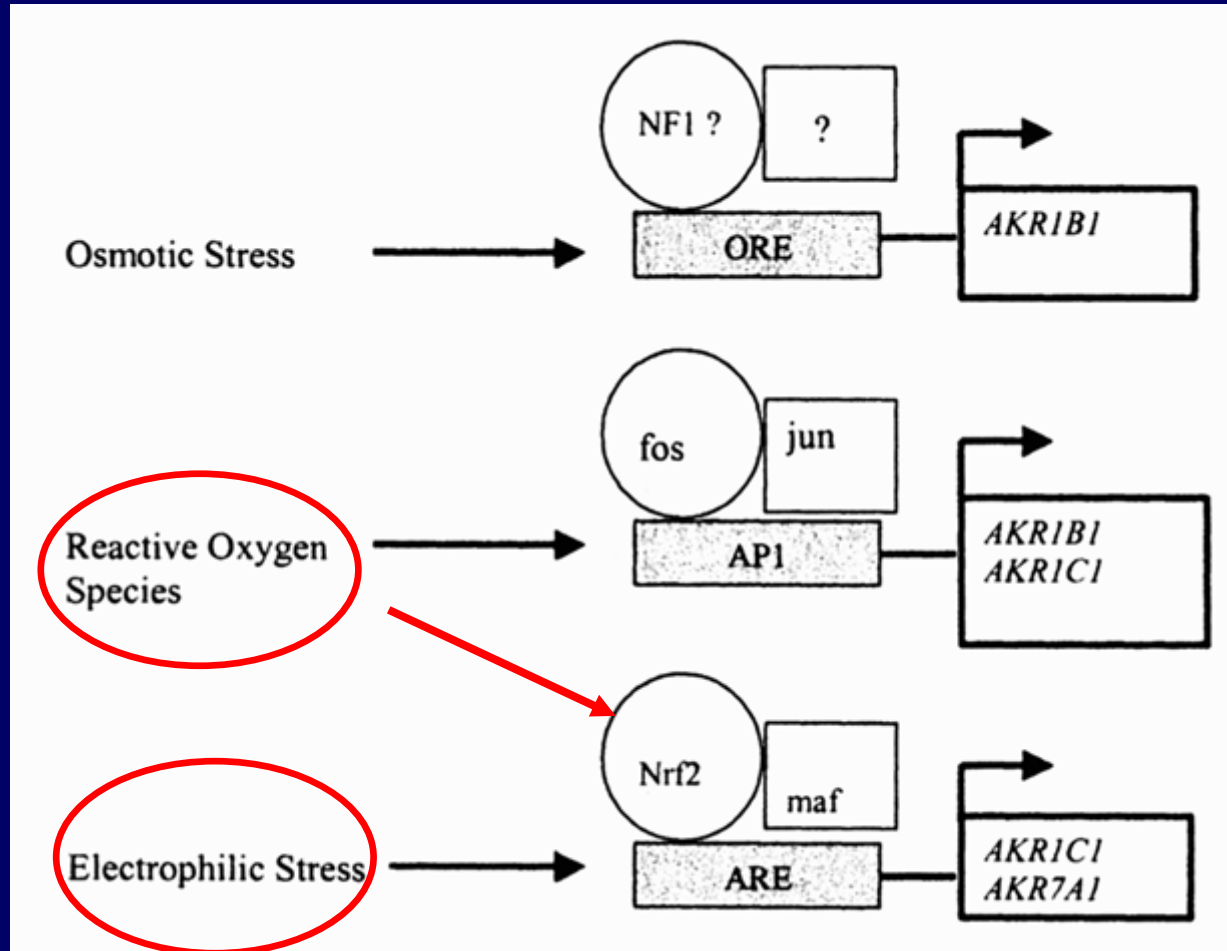 NF1 ?
?
Osmotic Stress
ORE
AKR1B1
fos
jun
Reactive Oxygen
Species
AP1
AKR1B1
AKR1C1
Nrf2
maf
Electrophilic Stress
ARE
AKR1C1
AKR7A1